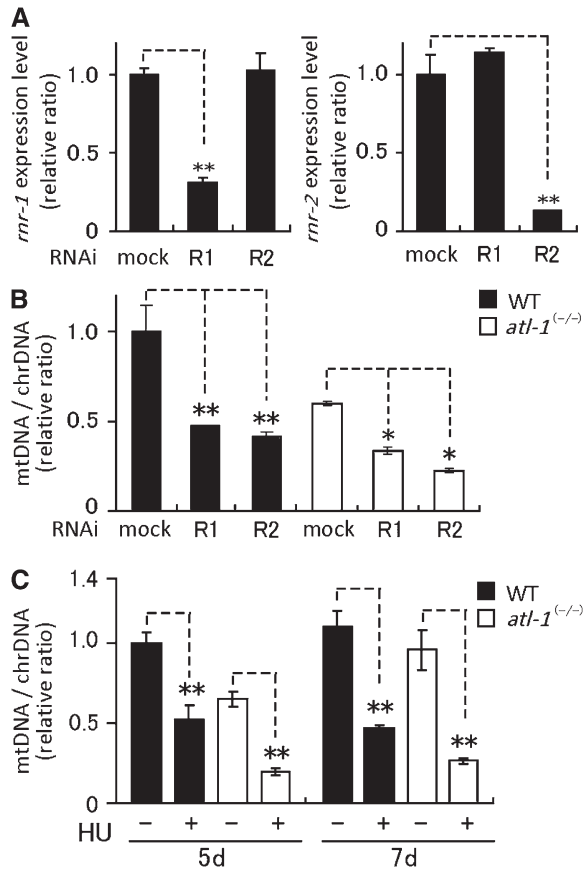 A
rnr-1 expression level
(relative ratio)
1.0
0.5
0
**
RNAi mock R1 R2
rnr-2 expression level
(relative ratio)
1.0
0.5
0
**
mock R1 R2
B
mtDNA / chrDNA
(relative ratio)
1.0
0.5
0
** ** * *
WT
atl-1(-/-)
RNAi mock R1 R2 mock R1 R2
C
mtDNA / chrDNA
(relative ratio)
1.4
1.0
0.5
0
** ** ** **
WT
atl-1(-/-)
HU − + − + − + − +
5d 7d